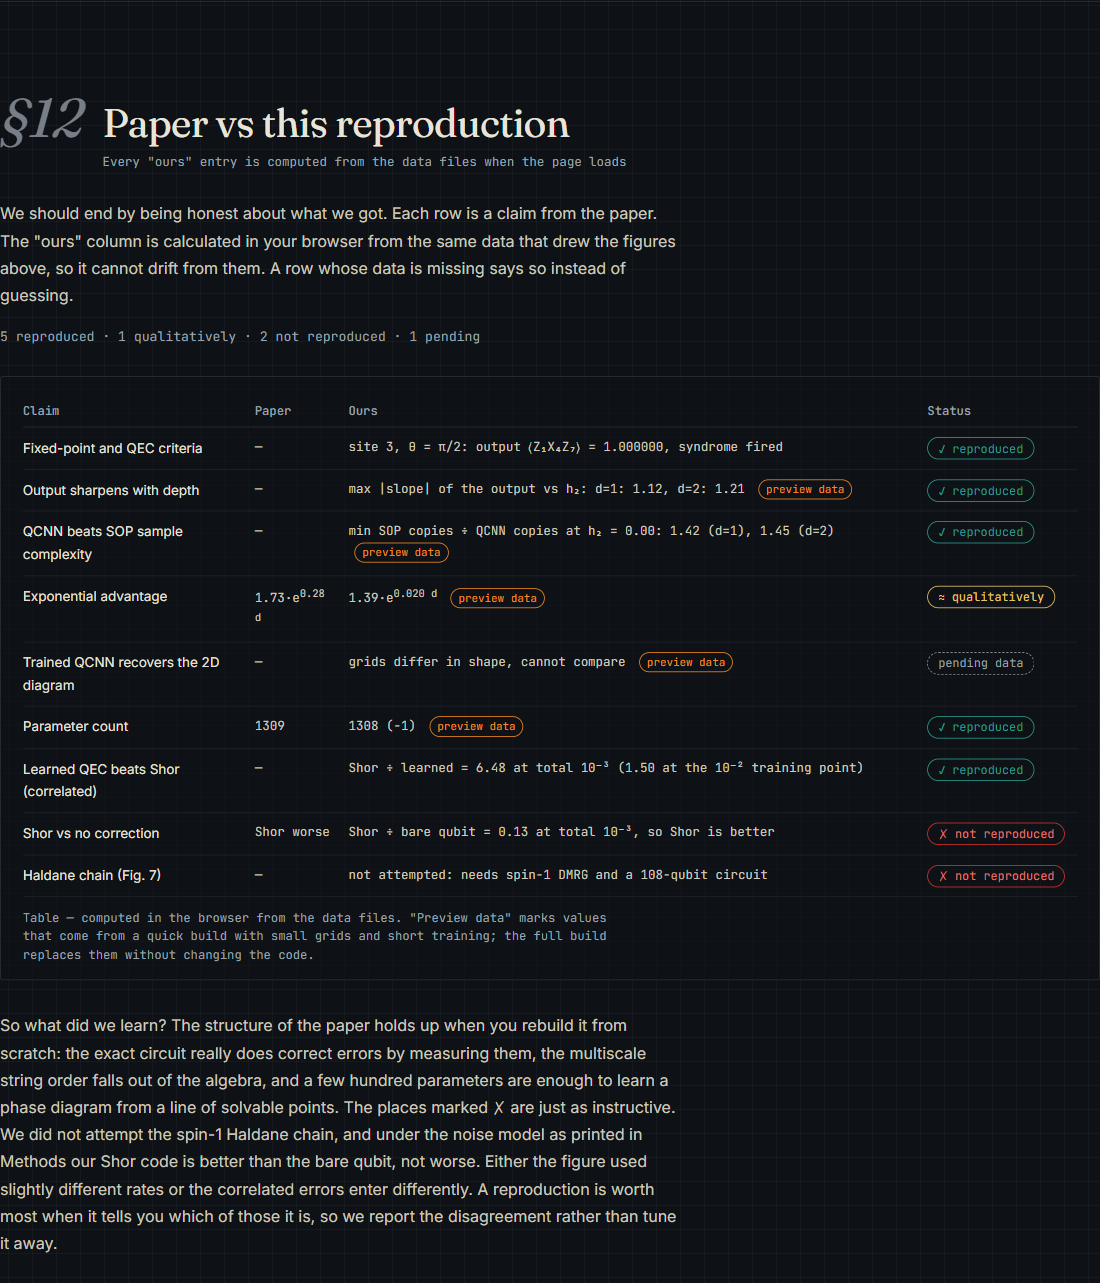 §12 Paper vs this reproduction
Every "ours" entry is computed from the data files when the page loads
We should end by being honest about what we got. Each row is a claim from the paper.
The "ours" column is calculated in your browser from the same data that drew the figures
above, so it cannot drift from them. A row whose data is missing says so instead of
guessing.
5 reproduced · 1 qualitatively · 2 not reproduced · 1 pending
Claim Paper Ours Status
Fixed-point and QEC criteria — site 3, θ = π/2: output ⟨Z₁X₄Z₇⟩ = 1.000000, syndrome fired ✓ reproduced
Output sharpens with depth — max |slope| of the output vs h₂: d=1: 1.12, d=2: 1.21 preview data ✓ reproduced
QCNN beats SOP sample — min SOP copies ÷ QCNN copies at h₂ = 0.00: 1.42 (d=1), 1.45 (d=2) ✓ reproduced
complexity preview data
Exponential advantage 1.73·e^0.28 1.39·e^0.020 d preview data ≈ qualitatively
d
Trained QCNN recovers the 2D — grids differ in shape, cannot compare preview data pending data
diagram
Parameter count 1309 1308 (-1) preview data ✓ reproduced
Learned QEC beats Shor — Shor ÷ learned = 6.48 at total 10⁻³ (1.50 at the 10⁻² training point) ✓ reproduced
(correlated)
Shor vs no correction Shor worse Shor ÷ bare qubit = 0.13 at total 10⁻³, so Shor is better ✗ not reproduced
Haldane chain (Fig. 7) — not attempted: needs spin-1 DMRG and a 108-qubit circuit ✗ not reproduced
Table — computed in the browser from the data files. "Preview data" marks values
that come from a quick build with small grids and short training; the full build
replaces them without changing the code.
So what did we learn? The structure of the paper holds up when you rebuild it from
scratch: the exact circuit really does correct errors by measuring them, the multiscale
string order falls out of the algebra, and a few hundred parameters are enough to learn a
phase diagram from a line of solvable points. The places marked ✗ are just as instructive.
We did not attempt the spin-1 Haldane chain, and under the noise model as printed in
Methods our Shor code is better than the bare qubit, not worse. Either the figure used
slightly different rates or the correlated errors enter differently. A reproduction is worth
most when it tells you which of those it is, so we report the disagreement rather than tune
it away.